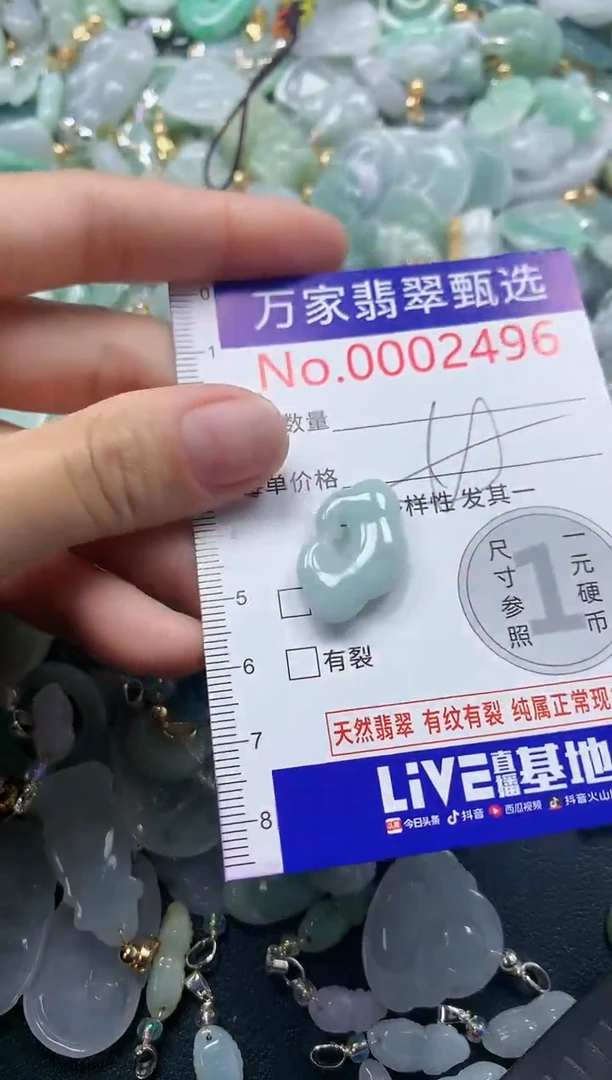 万家翡翠甄选
No.0002496
数量
单价格
样性 发其一
尺寸参照
1
一元硬币
有裂
天然翡翠 有纹有裂 纯属正常现
LiVE直播基地
今日头条 抖音 西瓜视频 抖音火山
0
1
5
6
7
8